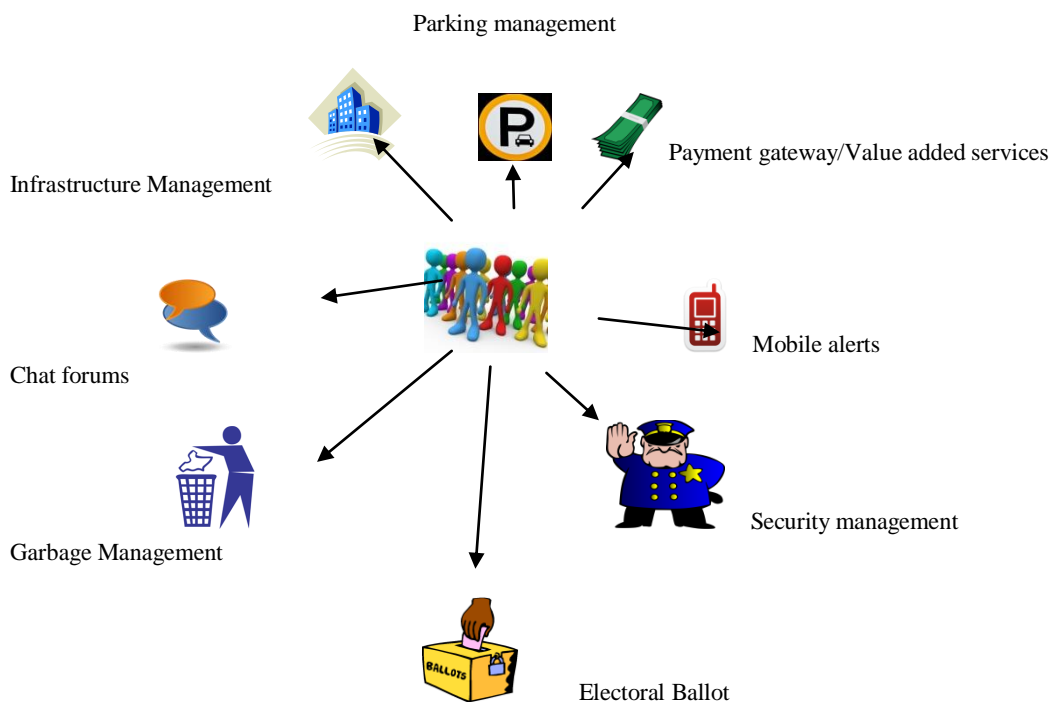 Parking management
P
Payment gateway/Value added services
Infrastructure Management
Mobile alerts
Chat forums
Security management
Garbage Management
BALLOTS
Electoral Ballot